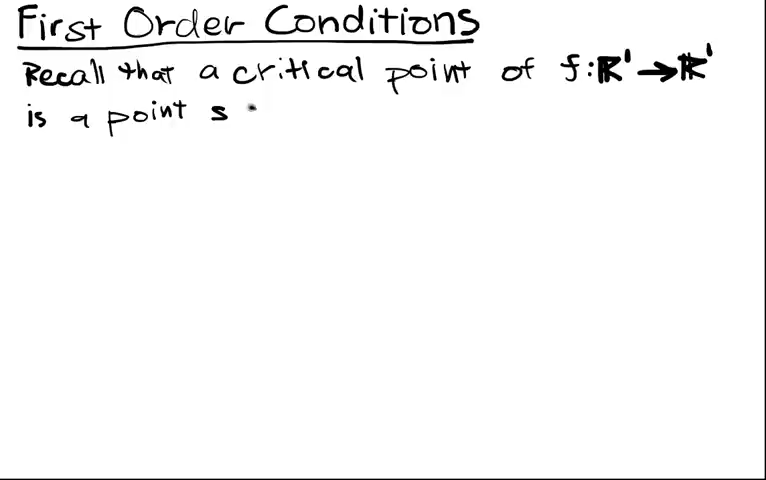 First Order Conditions
Recall that a critical point of f:ℝ¹→ℝ¹
is a point s